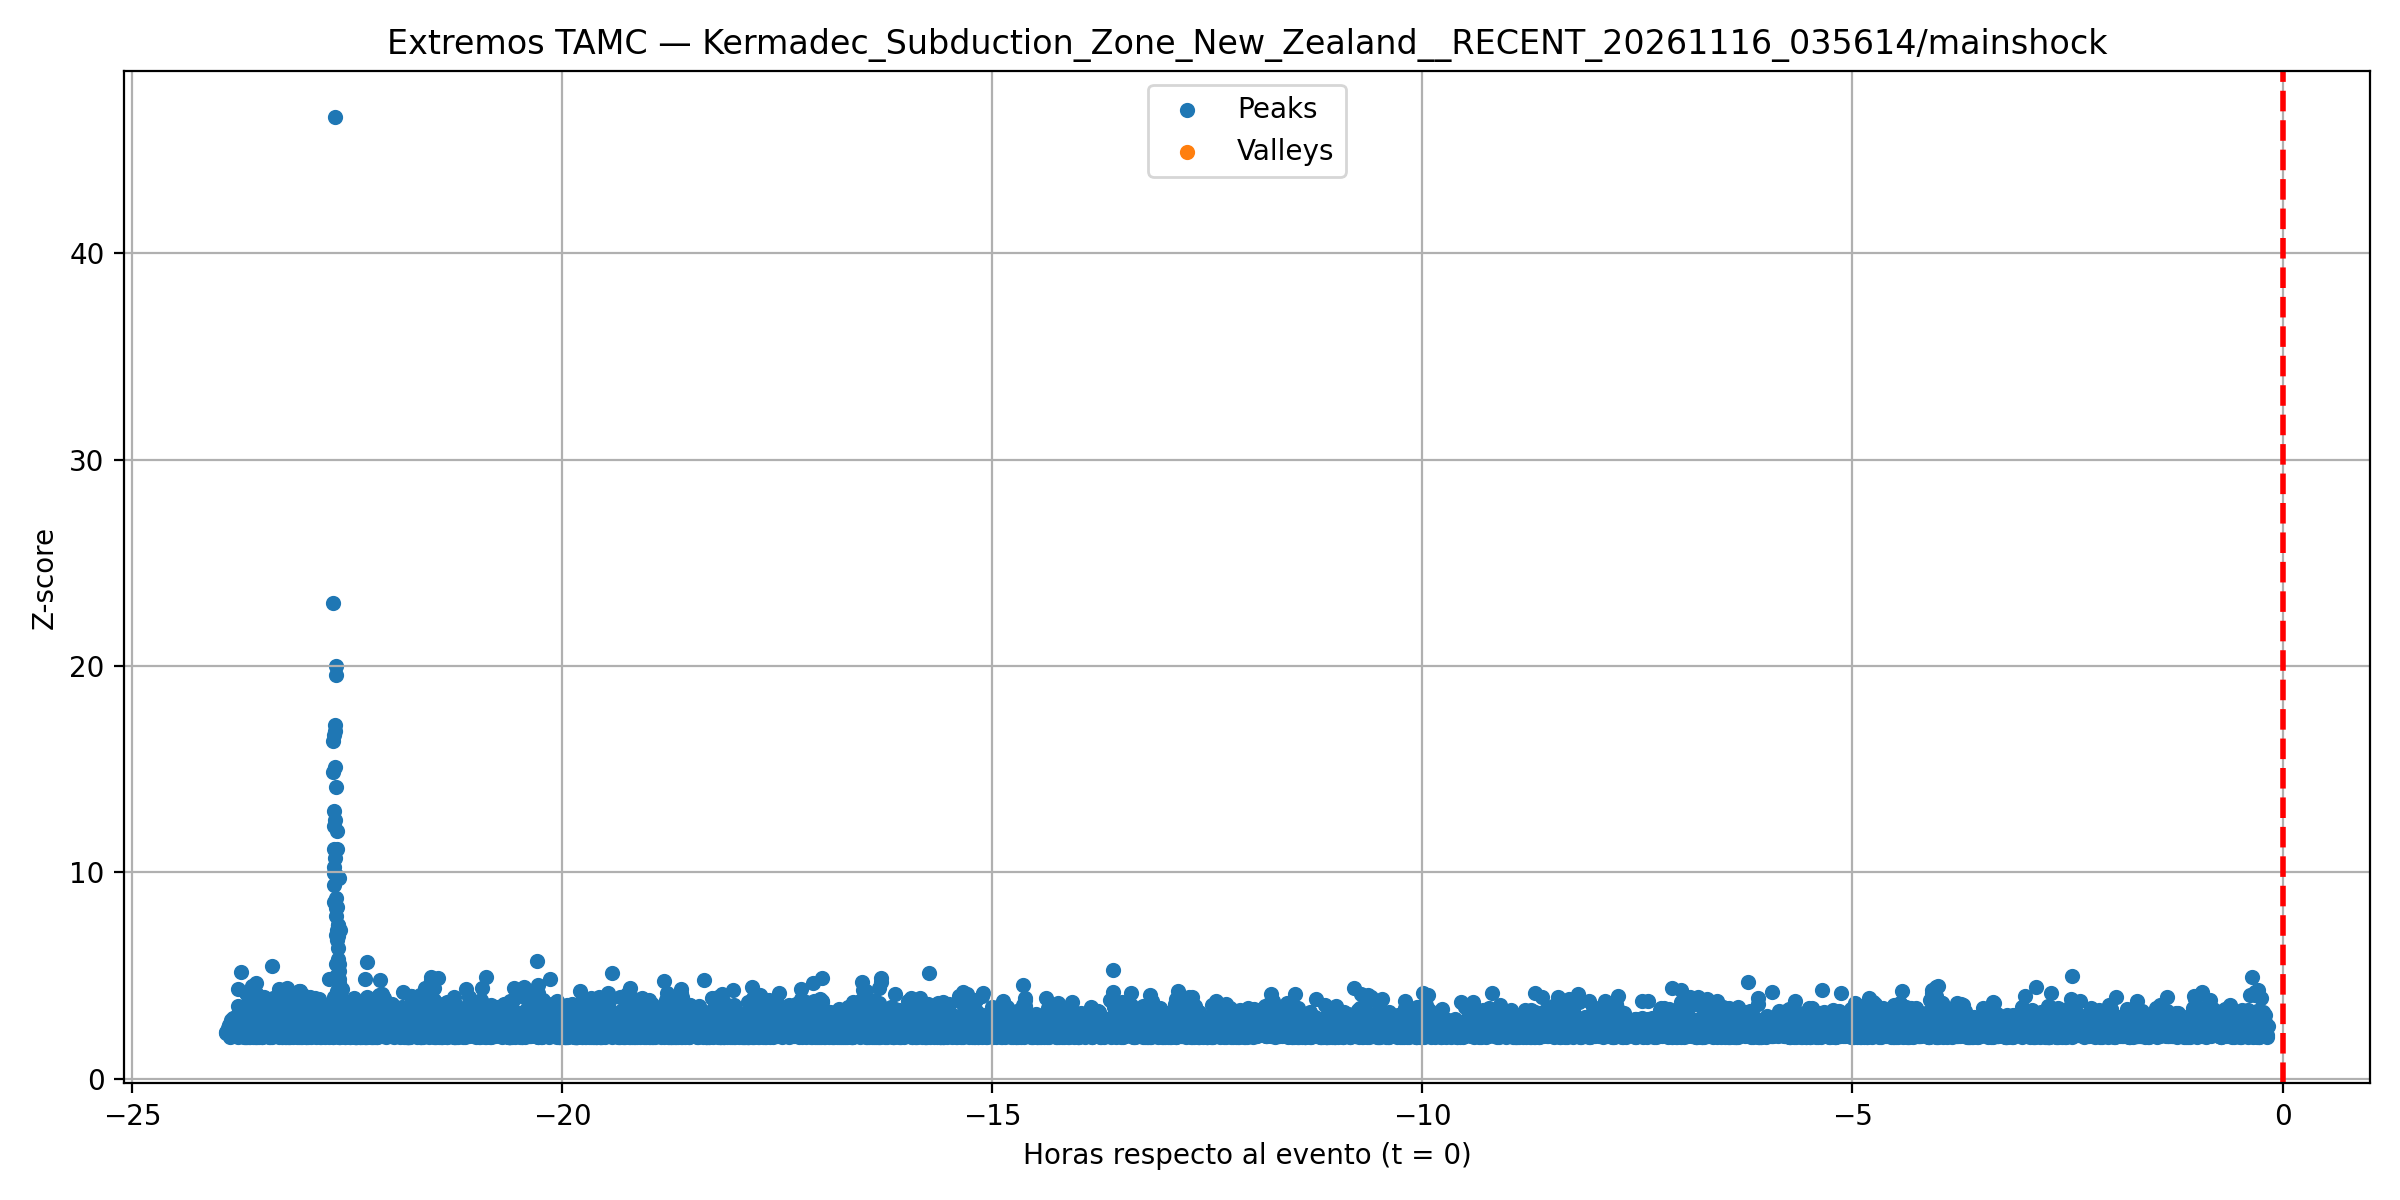 Extremos TAMC — Kermadec_Subduction_Zone_New_Zealand__RECENT_20261116_035614/mainshock
Peaks
Valleys
Z-score
40
30
20
10
0
−25
−20
−15
−10
−5
0
Horas respecto al evento (t = 0)